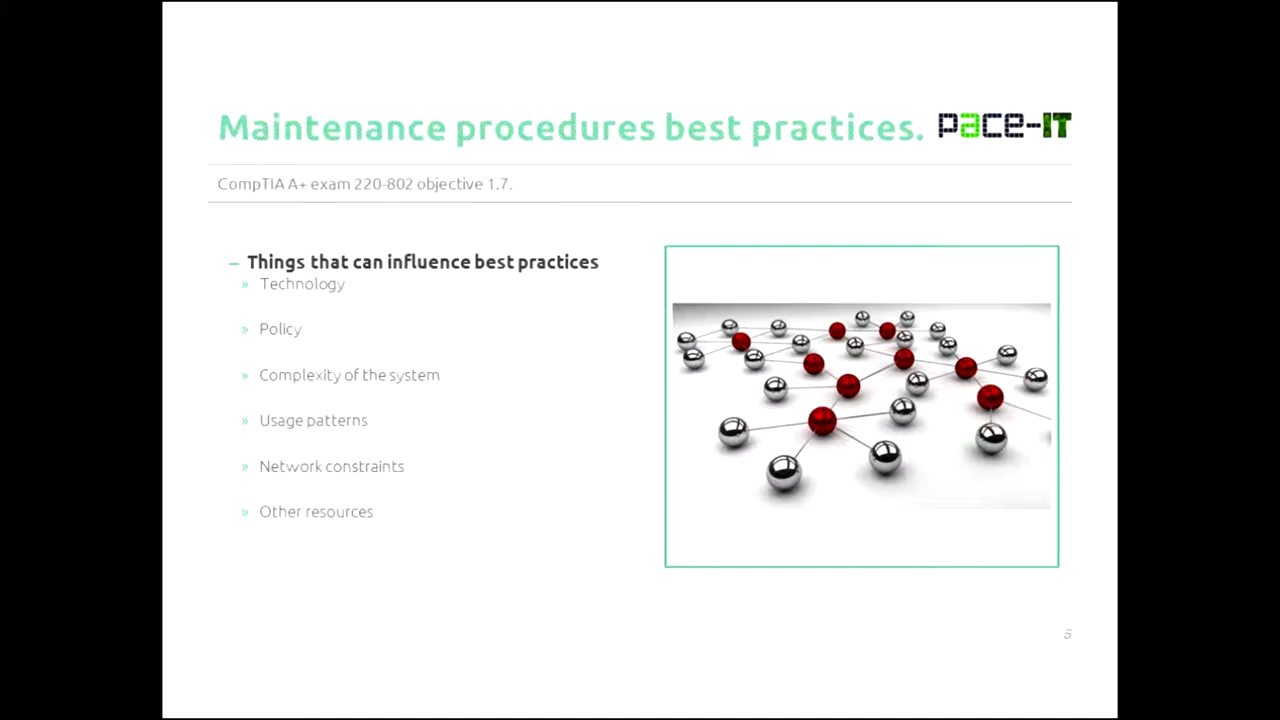 Maintenance procedures best practices.
pace-IT
CompTIA A+ exam 220-802 objective 1.7.
– Things that can influence best practices
» Technology
» Policy
» Complexity of the system
» Usage patterns
» Network constraints
» Other resources
5